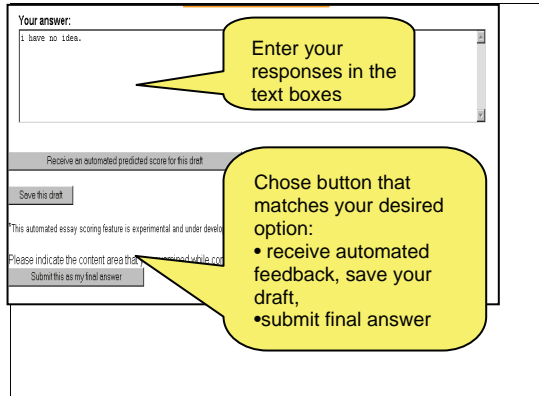 Your answer:
i have no idea.
Enter your
responses in the
text boxes
Receive an automated predicted score for this draft
Save this draft
Chose button that
matches your desired
option:
• receive automated
feedback, save your
draft,
•submit final answer
*This automated essay scoring feature is experimental and under develo
Please indicate the content area that y examined while con
Submit this as my final answer